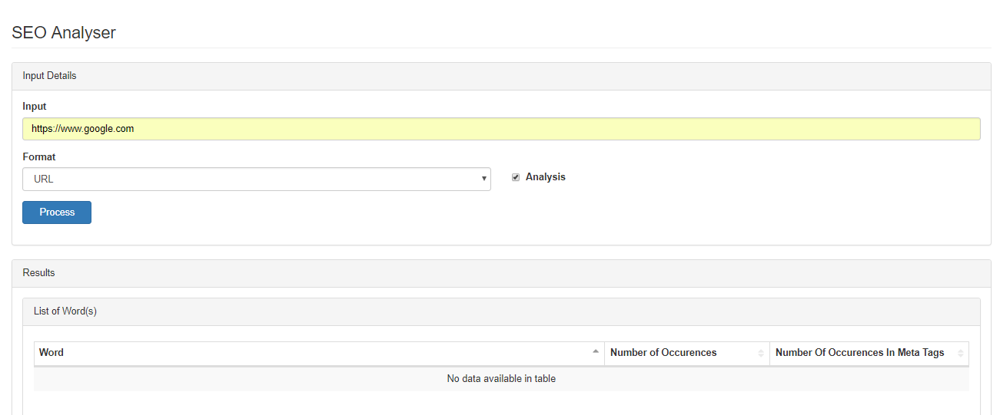 SEO Analyser
Input Details
Input
https://www.google.com
Format
URL
Analysis
Process
Results
List of Word(s)
Word Number of Occurences Number Of Occurences In Meta Tags
No data available in table